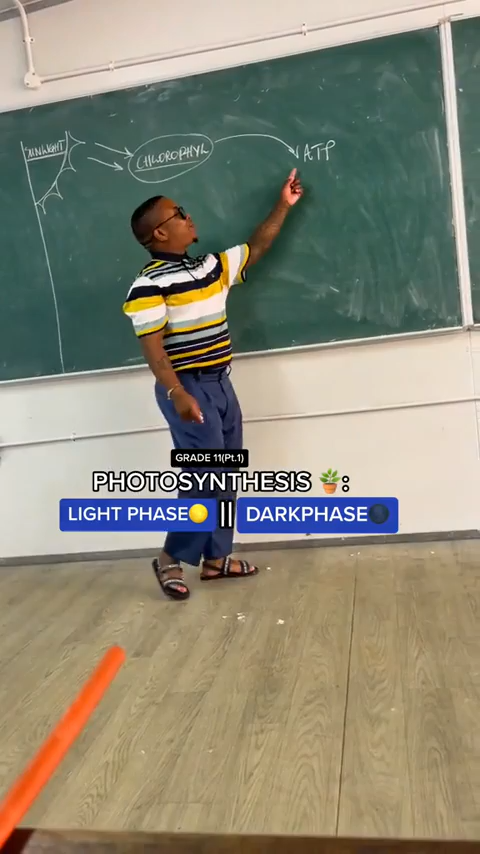 SUNLIGHT
CHLOROPHYL
ATP
GRADE 11(Pt.1)
PHOTOSYNTHESIS 🪴:
LIGHT PHASE🌕 || DARKPHASE🌑